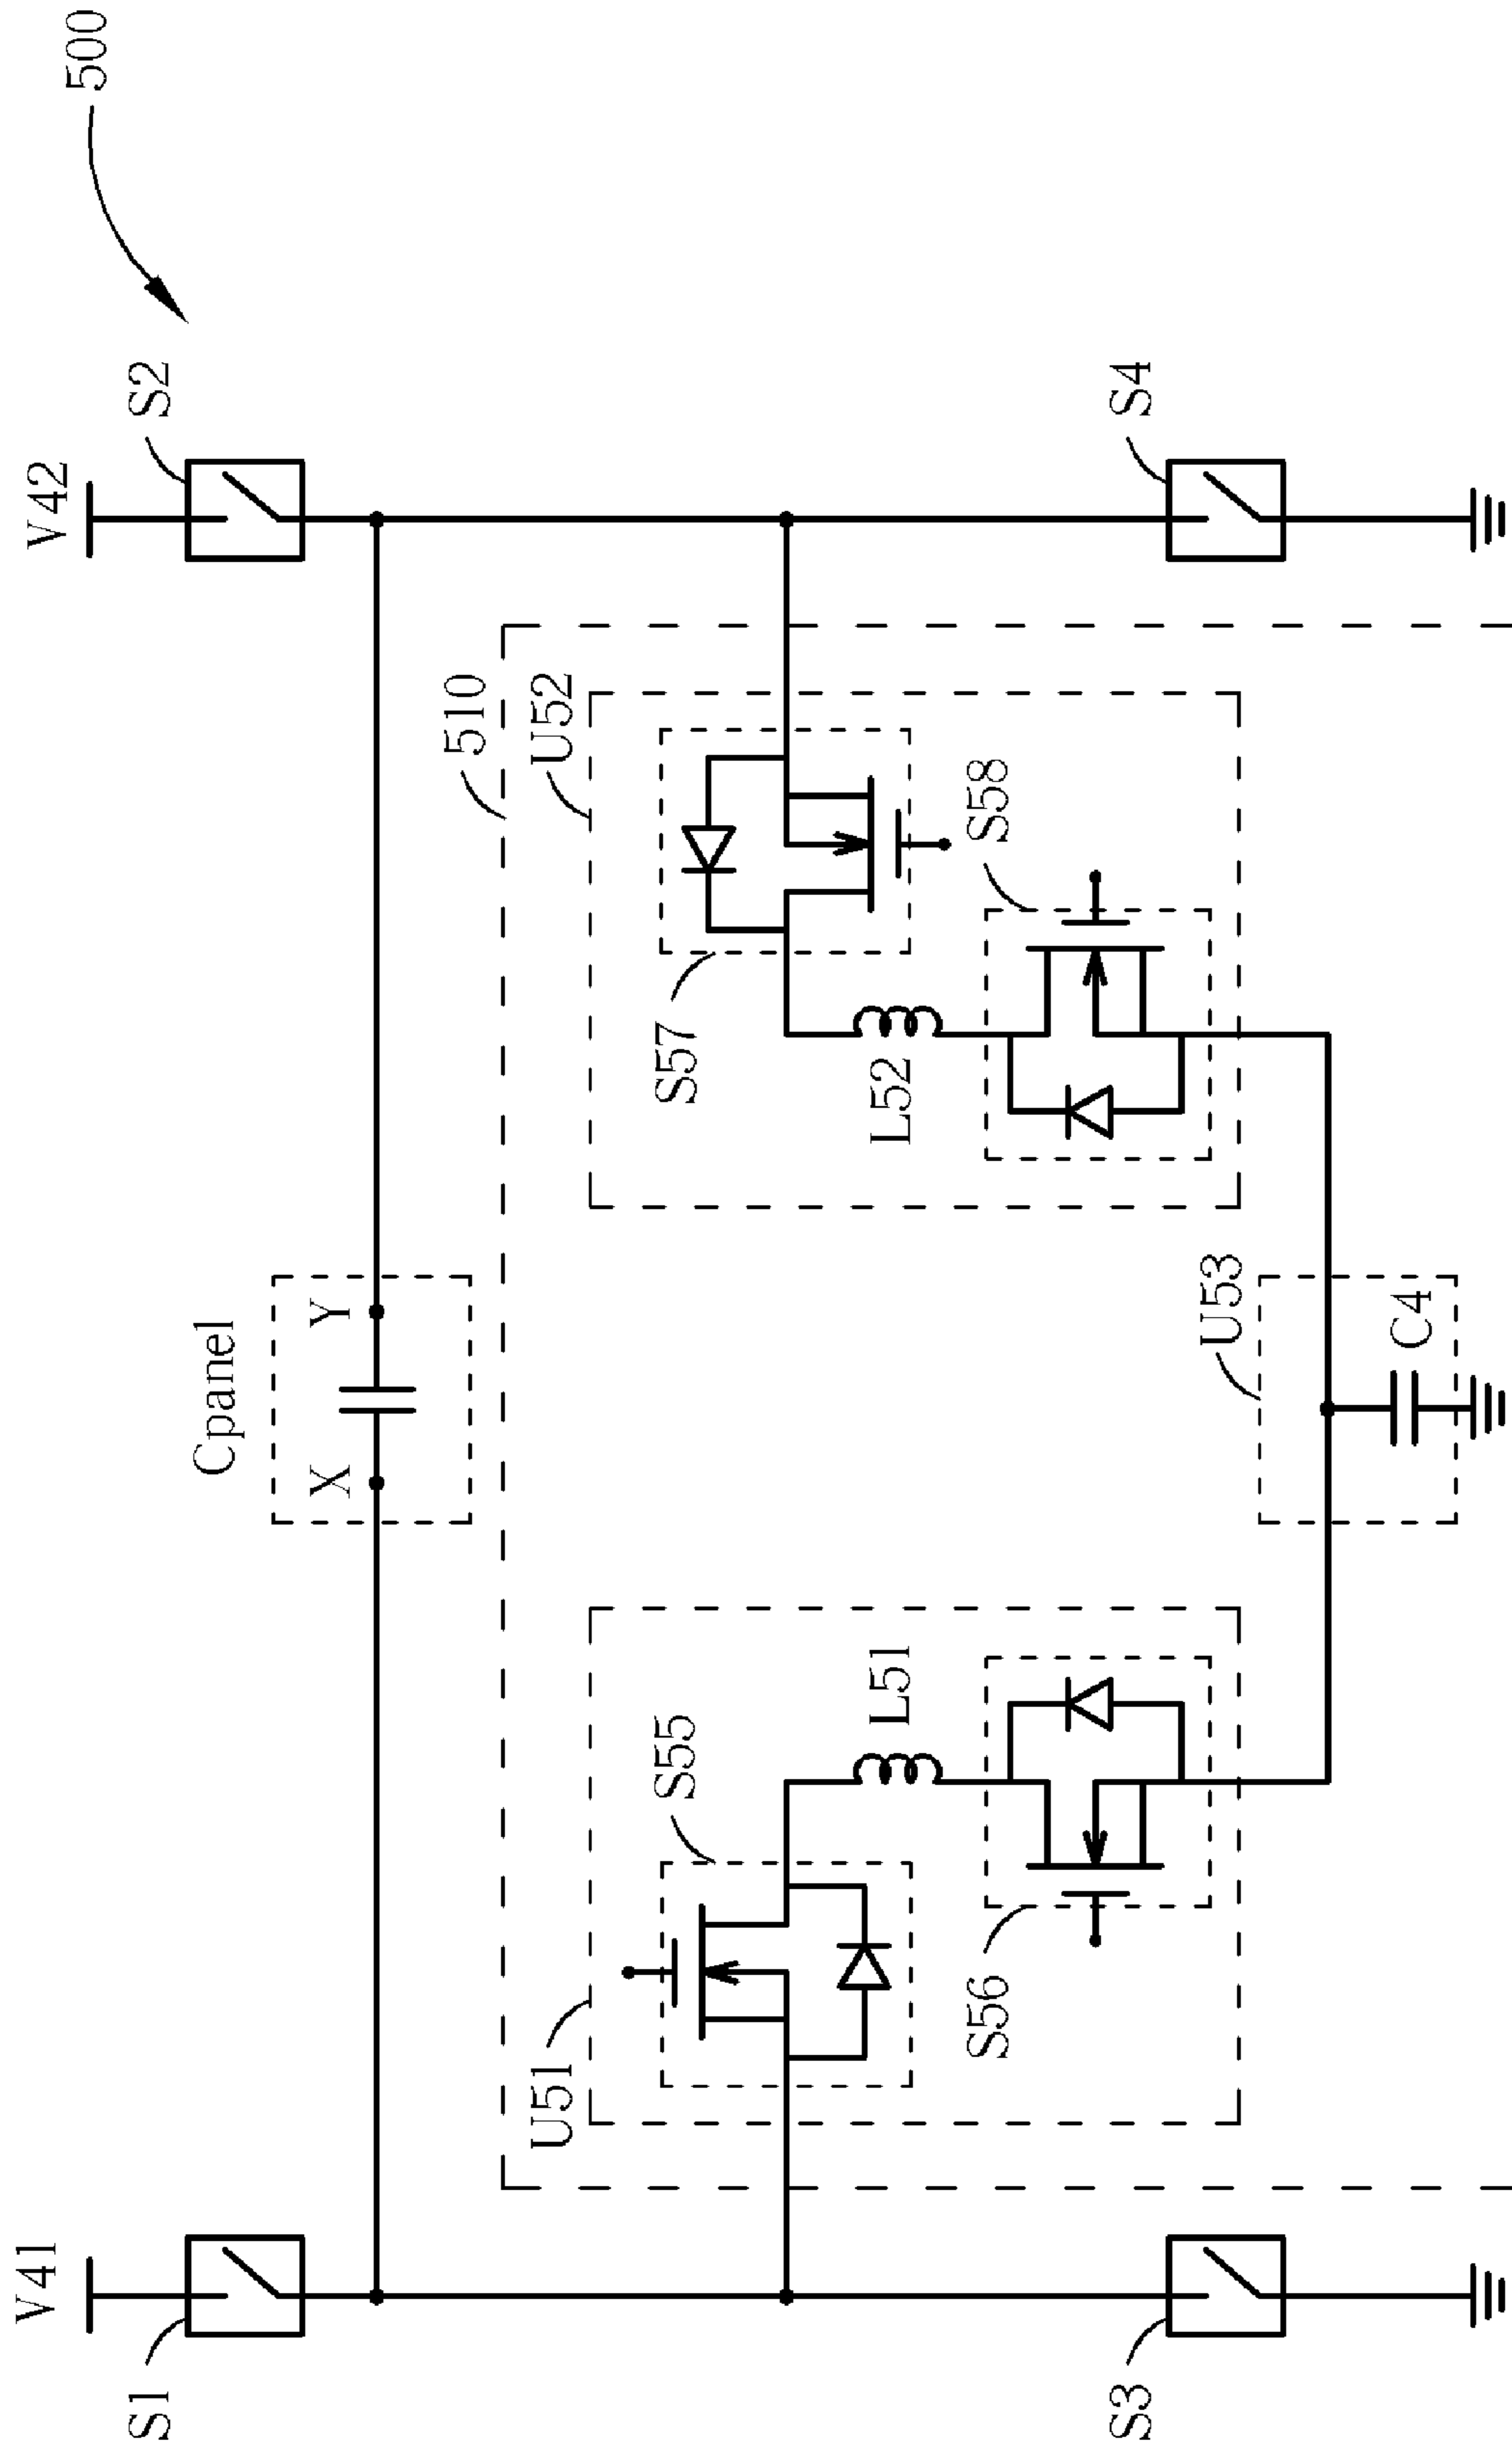 500
V41
V42
S1
S2
Cpanel
X
Y
510
U51
U52
S55
S57
L51
L52
S56
S58
U53
C4
S3
S4